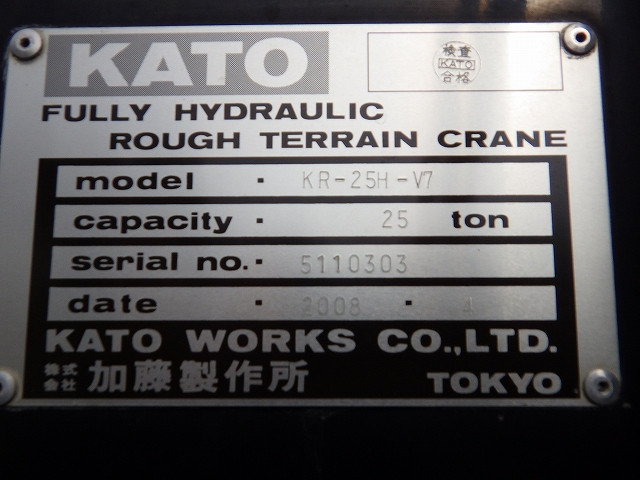 KATO
検査
KATO
合格
FULLY HYDRAULIC
ROUGH TERRAIN CRANE
model · KR-25H-V7
capacity · 25 ton
serial no. · 5110303
date · 2008 · 1
KATO WORKS CO.,LTD.
株式会社 加藤製作所 TOKYO